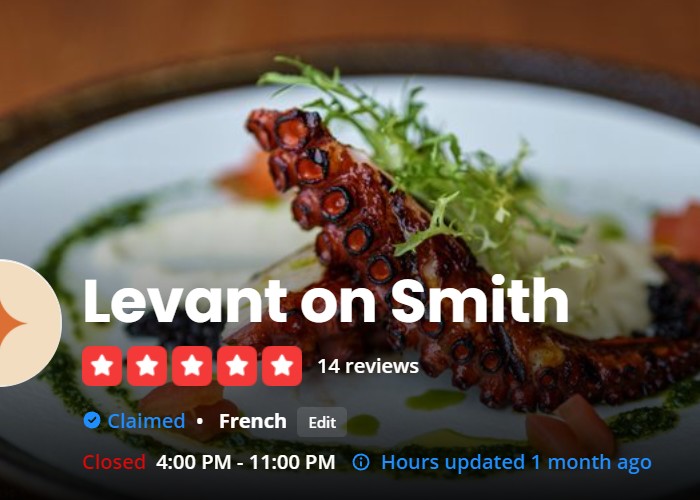 Levant on Smith
14 reviews
Claimed • French Edit
Closed 4:00 PM - 11:00 PM Hours updated 1 month ago